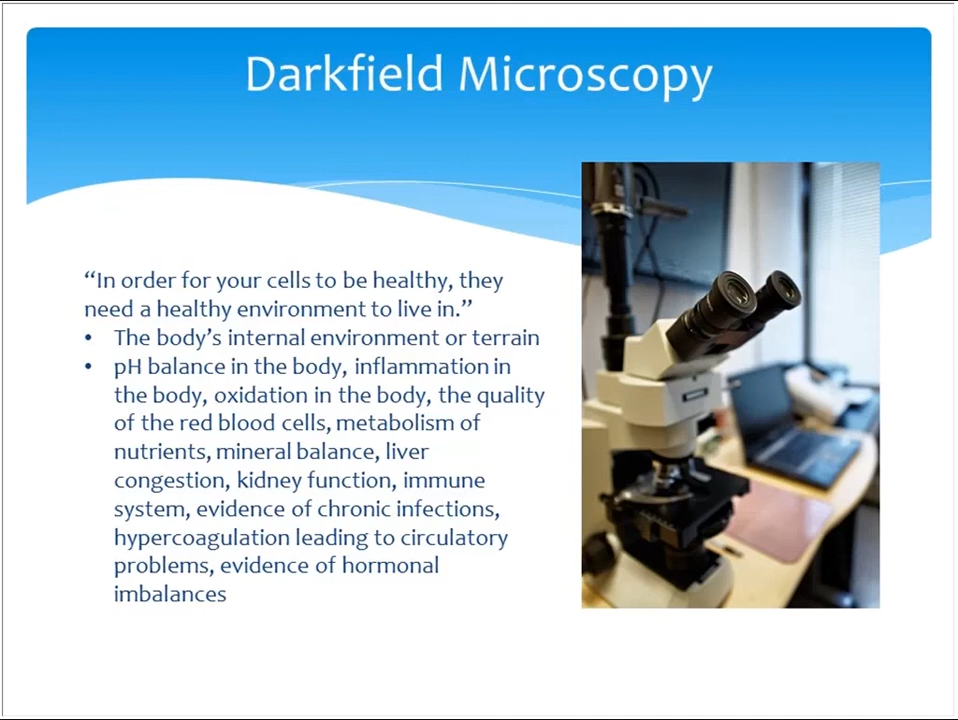 Darkfield Microscopy
“In order for your cells to be healthy, they
need a healthy environment to live in.”
• The body’s internal environment or terrain
• pH balance in the body, inflammation in
the body, oxidation in the body, the quality
of the red blood cells, metabolism of
nutrients, mineral balance, liver
congestion, kidney function, immune
system, evidence of chronic infections,
hypercoagulation leading to circulatory
problems, evidence of hormonal
imbalances